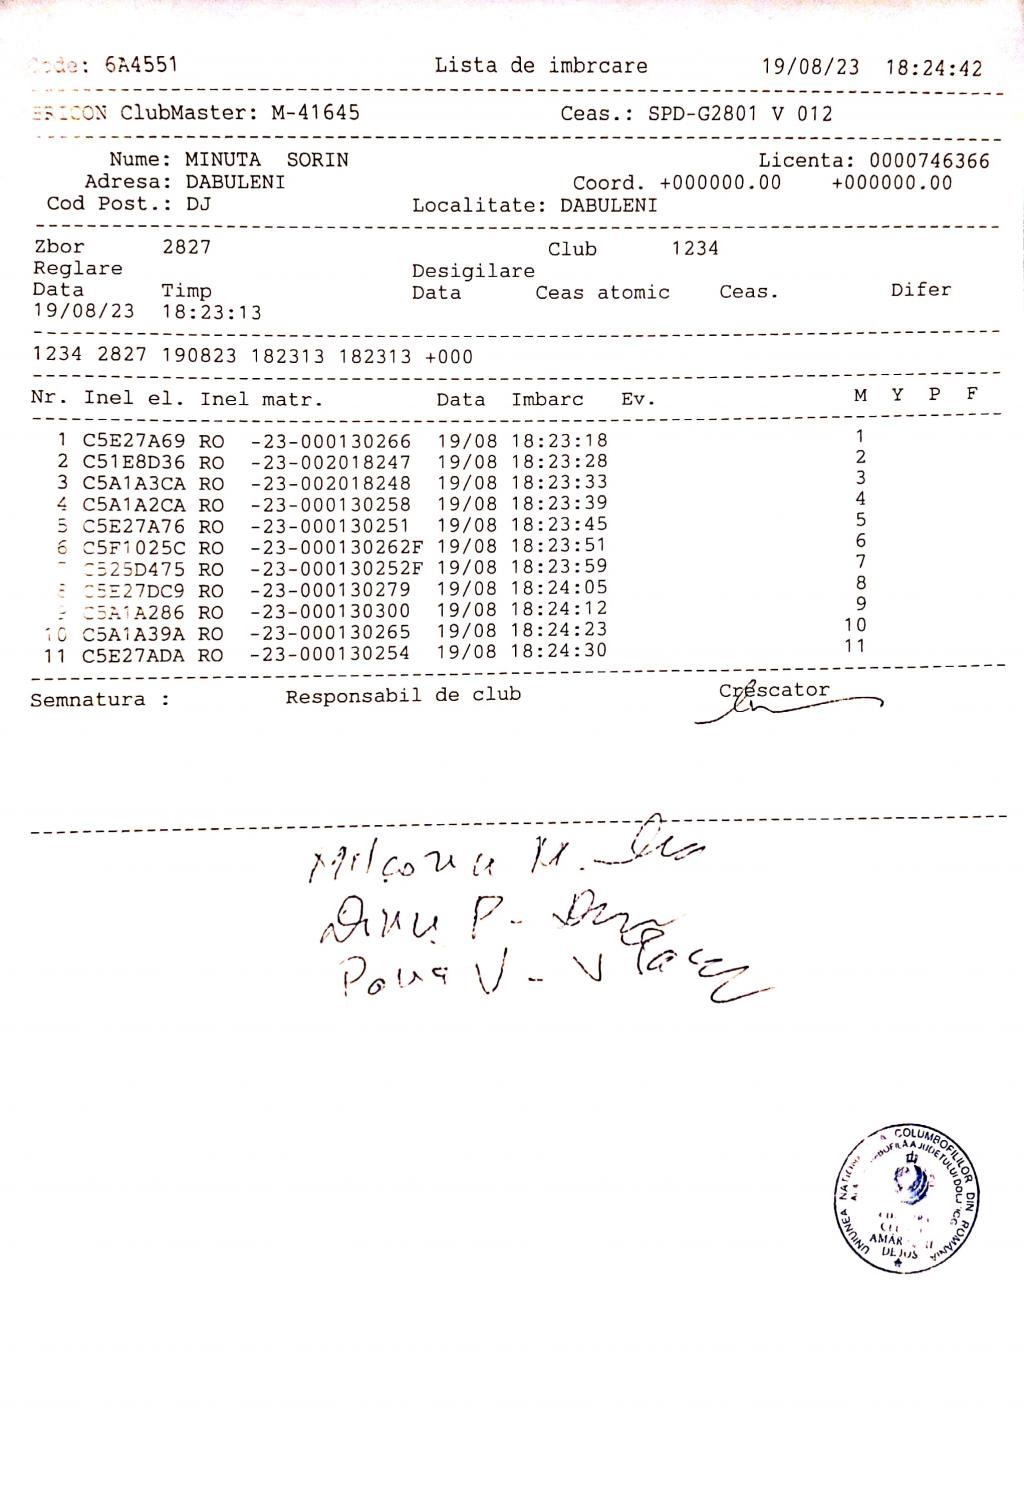 Code: 6A4551 Lista de imbrcare 19/08/23 18:24:42
BRICON ClubMaster: M-41645 Ceas.: SPD-G2801 V 012
Nume: MINUTA SORIN Licenta: 0000746366
Adresa: DABULENI Coord. +000000.00 +000000.00
Cod Post.: DJ Localitate: DABULENI
Zbor 2827 Club 1234
Reglare Desigilare
Data Timp Data Ceas atomic Ceas. Difer
19/08/23 18:23:13
1234 2827 190823 182313 182313 +000
Nr. Inel el. Inel matr. Data Imbarc Ev. M Y P F
1 C5E27A69 RO -23-000130266 19/08 18:23:18 1
2 C51E8D36 RO -23-002018247 19/08 18:23:28 2
3 C5A1A3CA RO -23-002018248 19/08 18:23:33 3
4 C5A1A2CA RO -23-000130258 19/08 18:23:39 4
5 C5E27A76 RO -23-000130251 19/08 18:23:45 5
6 C5F1025C RO -23-000130262F 19/08 18:23:51 6
7 C525D475 RO -23-000130252F 19/08 18:23:59 7
8 C5E27DC9 RO -23-000130279 19/08 18:24:05 8
9 C5A1A286 RO -23-000130300 19/08 18:24:12 9
10 C5A1A39A RO -23-000130265 19/08 18:24:23 10
11 C5E27ADA RO -23-000130254 19/08 18:24:30 11
Semnatura : Responsabil de club Crescator
P. -
V -
UNIUNEA COLUMBOFILILOR DIN ROMANIA
JUDETULUI DOLJ
DE JOS